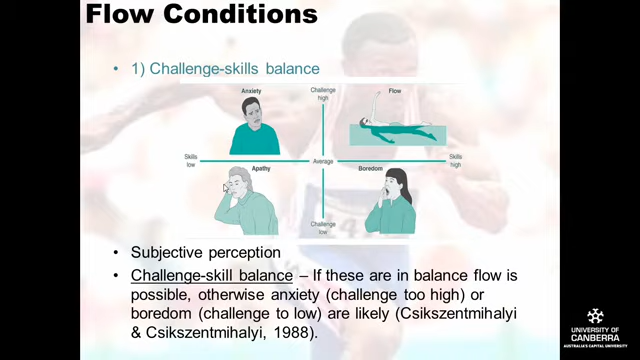 Flow Conditions
• 1) Challenge-skills balance
Anxiety
Challenge
high
Flow
Skills
low
Average
Skills
high
Apathy
Boredom
Challenge
low
• Subjective perception
• Challenge-skill balance – If these are in balance flow is
possible, otherwise anxiety (challenge too high) or
boredom (challenge to low) are likely (Csikszentmihalyi
& Csikszentmihalyi, 1988).
UNIVERSITY OF
CANBERRA
AUSTRALIA'S CAPITAL UNIVERSITY